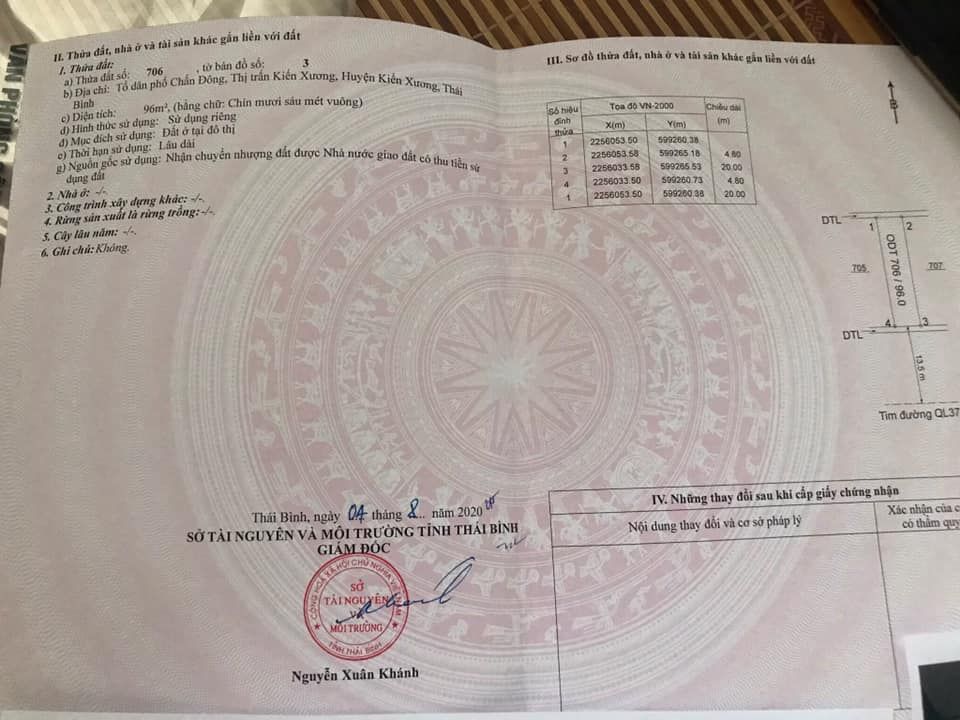 II. Thửa đất, nhà ở và tài sản khác gắn liền với đất
1. Thửa đất:
a) Thửa đất số: 706 , tờ bản đồ số: 3
b) Địa chỉ: Tổ dân phố Chấn Đông, Thị trấn Kiến Xương, Huyện Kiến Xương, Thái
Bình
c) Diện tích: 96m², (bằng chữ: Chín mươi sáu mét vuông)
d) Hình thức sử dụng: Sử dụng riêng
đ) Mục đích sử dụng: Đất ở tại đô thị
e) Thời hạn sử dụng: Lâu dài
g) Nguồn gốc sử dụng: Nhận chuyển nhượng đất được Nhà nước giao đất có thu tiền sử
dụng đất
2. Nhà ở: -/-.
3. Công trình xây dựng khác: -/-.
4. Rừng sản xuất là rừng trồng:-/-.
5. Cây lâu năm: -/-.
6. Ghi chú:Không.
Thái Bình, ngày 04 tháng 8.. năm 2020
SỞ TÀI NGUYÊN VÀ MÔI TRƯỜNG TỈNH THÁI BÌNH
GIÁM ĐỐC
CỘNG HOÀ XÃ HỘI CHỦ NGHĨA VIỆT NAM
SỞ
TÀI NGUYÊN
VÀ
MÔI TRƯỜNG
TỈNH THÁI BÌNH
Nguyễn Xuân Khánh
III. Sơ đồ thửa đất, nhà ở và tài sản khác gắn liền với đất
Số hiệu đỉnh thửa Tọa độ VN-2000 Chiều dài (m)
X(m) Y(m)
1 2256053.50 599260.38
2 2256053.58 599265.18 4.80
3 2256033.58 599265.53 20.00
4 2256033.50 599260.73 4.80
1 2256053.50 599260.38 20.00
B
DTL
1 2
705
ODT 706 / 96.0
707
4 3
DTL
13.5 m
Tim đường QL37
IV. Những thay đổi sau khi cấp giấy chứng nhận
Nội dung thay đổi và cơ sở pháp lý
Xác nhận của c
có thẩm quy